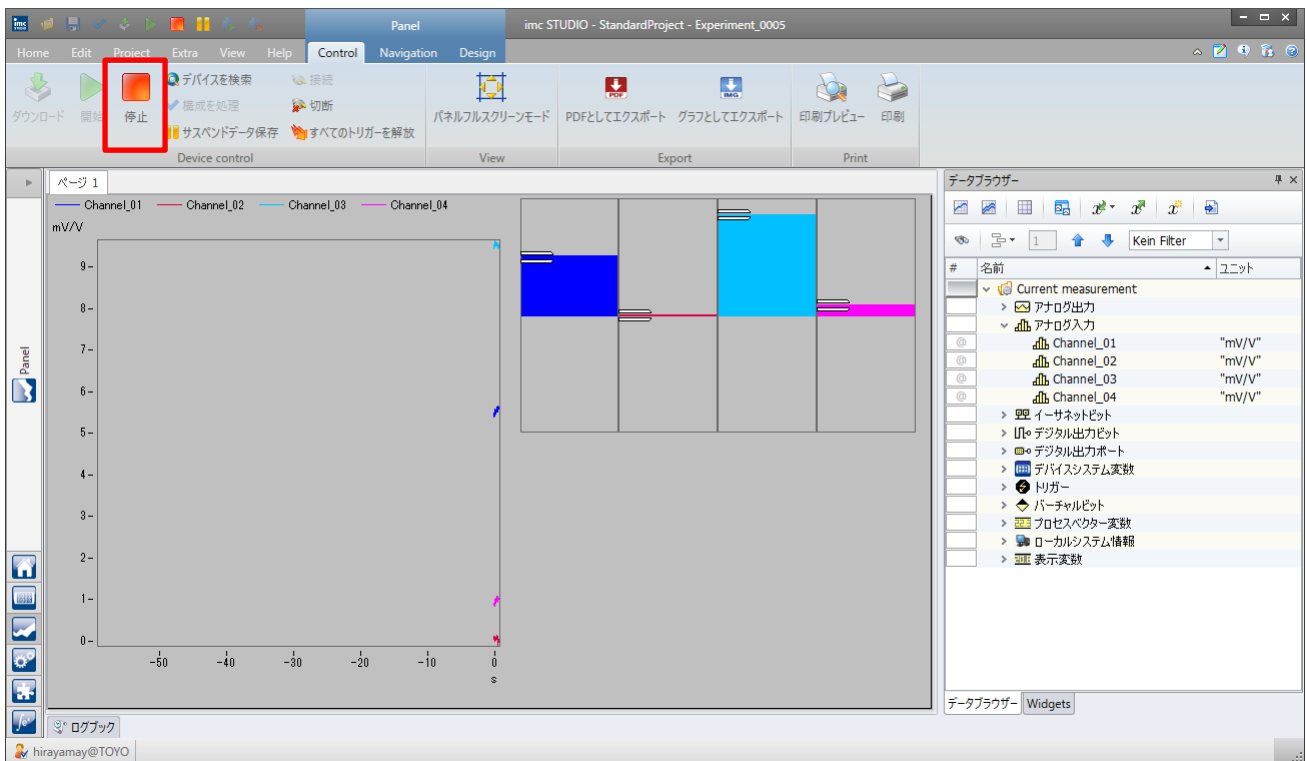 imc STUDIO
Panel
imc STUDIO - StandardProject - Experiment_0005
Home Edit Project Extra View Help Control Navigation Design
ダウンロード
開始
停止
デバイスを検索
構成を処理
サスペンドデータ保存
接続
切断
すべてのトリガーを解放
Device control
パネルフルスクリーンモード
View
PDF
PDFとしてエクスポート
IMG
グラフとしてエクスポート
Export
印刷プレビュー
印刷
Print
ページ 1
Channel_01 Channel_02 Channel_03 Channel_04
mV/V
9
8
7
6
5
4
3
2
1
0
-50 -40 -30 -20 -10 0
s
Panel
データブラウザー
1 Kein Filter
# 名前 ユニット
Current measurement
アナログ出力
アナログ入力
@ Channel_01 "mV/V"
@ Channel_02 "mV/V"
@ Channel_03 "mV/V"
@ Channel_04 "mV/V"
イーサネットビット
デジタル出力ビット
デジタル出力ポート
デバイスシステム変数
トリガー
バーチャルビット
プロセスベクター変数
ローカルシステム情報
表示変数
データブラウザー Widgets
ログブック
hirayamay@TOYO